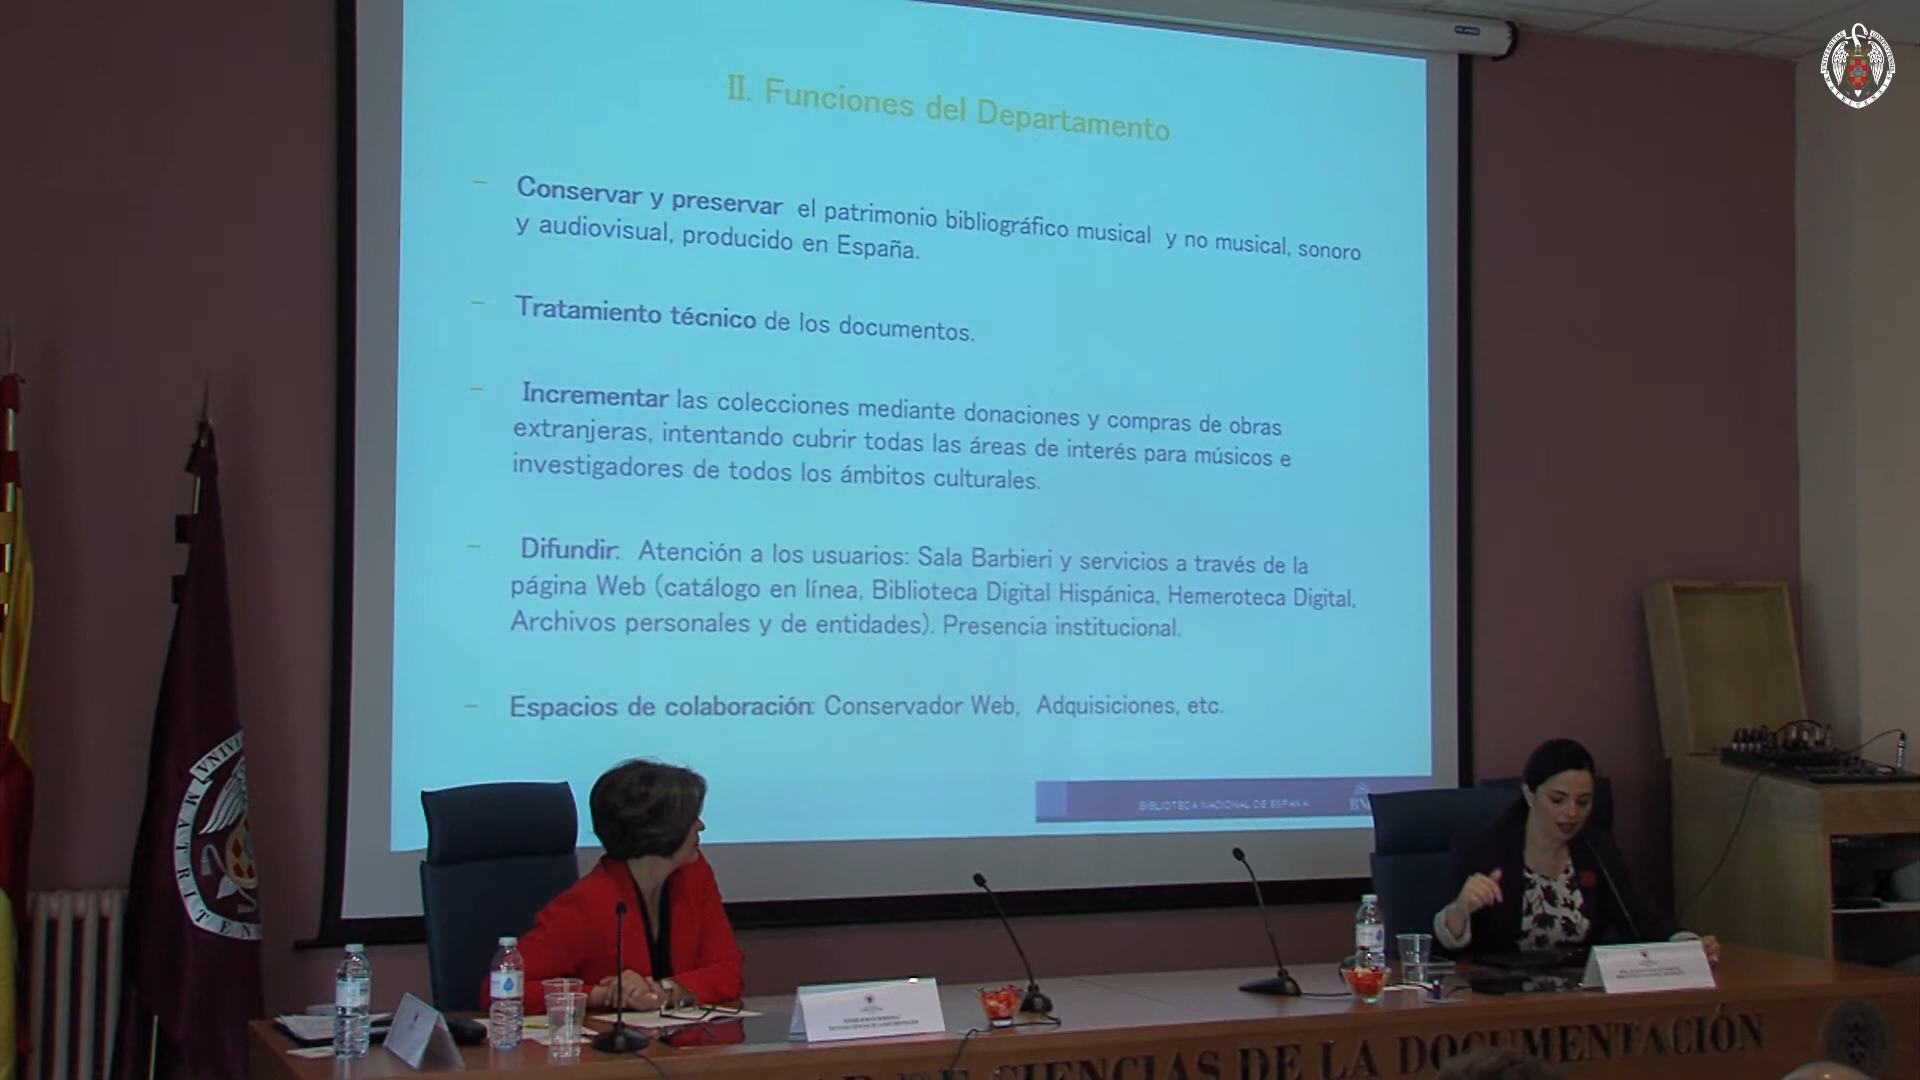 II. Funciones del Departamento
– Conservar y preservar el patrimonio bibliográfico musical y no musical, sonoro
y audiovisual, producido en España.
– Tratamiento técnico de los documentos.
– Incrementar las colecciones mediante donaciones y compras de obras
extranjeras, intentando cubrir todas las áreas de interés para músicos e
investigadores de todos los ámbitos culturales.
– Difundir: Atención a los usuarios: Sala Barbieri y servicios a través de la
página Web (catálogo en línea, Biblioteca Digital Hispánica, Hemeroteca Digital,
Archivos personales y de entidades). Presencia institucional.
– Espacios de colaboración: Conservador Web, Adquisiciones, etc.
BIBLIOTECA NACIONAL DE ESPAÑA
DE CIENCIAS DE LA DOCUMENTACIÓN